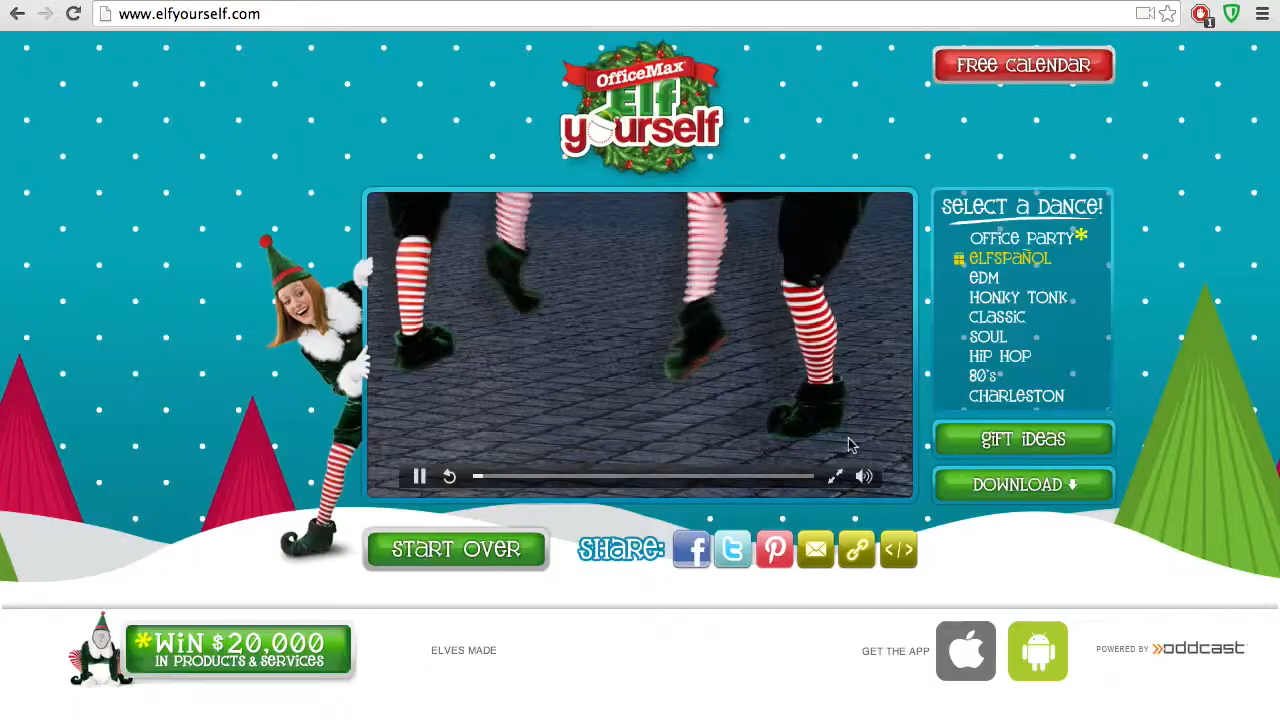 www.elfyourself.com
1
OfficeMax
Elf
yourself
FREE CALENDAR
SELECT A DANCE!
OFFICE PARTY*
ELFSPAÑOL
EDM
HONKY TONK
CLASSIC
SOUL
HIP HOP
80's
CHARLESTON
GIFT IDEAS
DOWNLOAD
START OVER
SHARE:
*WIN $20,000
IN PRODUCTS & SERVICES
ELVES MADE
GET THE APP
POWERED BY oddcast